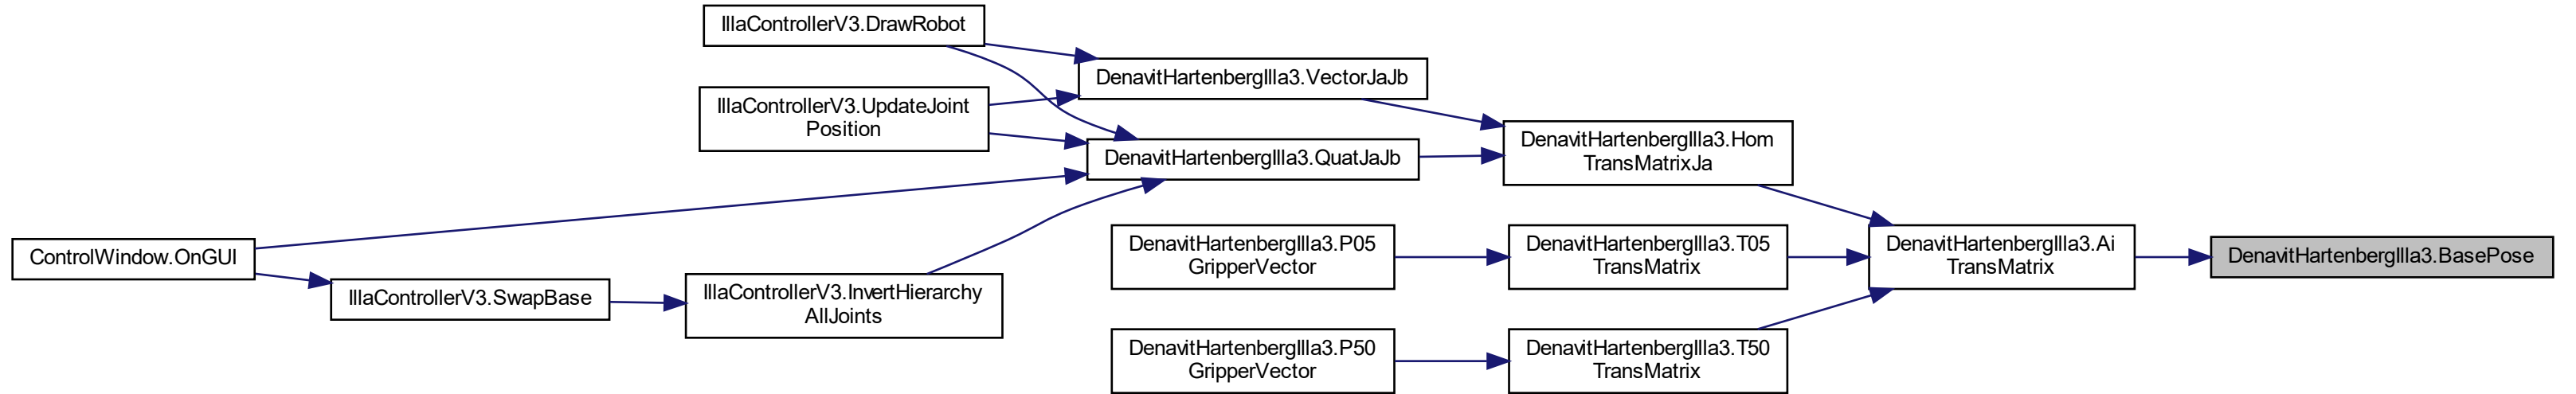 IllaControllerV3.DrawRobot
DenavitHartenbergIlla3.VectorJaJb
IllaControllerV3.UpdateJoint
Position
DenavitHartenbergIlla3.QuatJaJb
DenavitHartenbergIlla3.Hom
TransMatrixJa
ControlWindow.OnGUI
IllaControllerV3.SwapBase
IllaControllerV3.InvertHierarchy
AllJoints
DenavitHartenbergIlla3.P05
GripperVector
DenavitHartenbergIlla3.T05
TransMatrix
DenavitHartenbergIlla3.Ai
TransMatrix
DenavitHartenbergIlla3.BasePose
DenavitHartenbergIlla3.P50
GripperVector
DenavitHartenbergIlla3.T50
TransMatrix